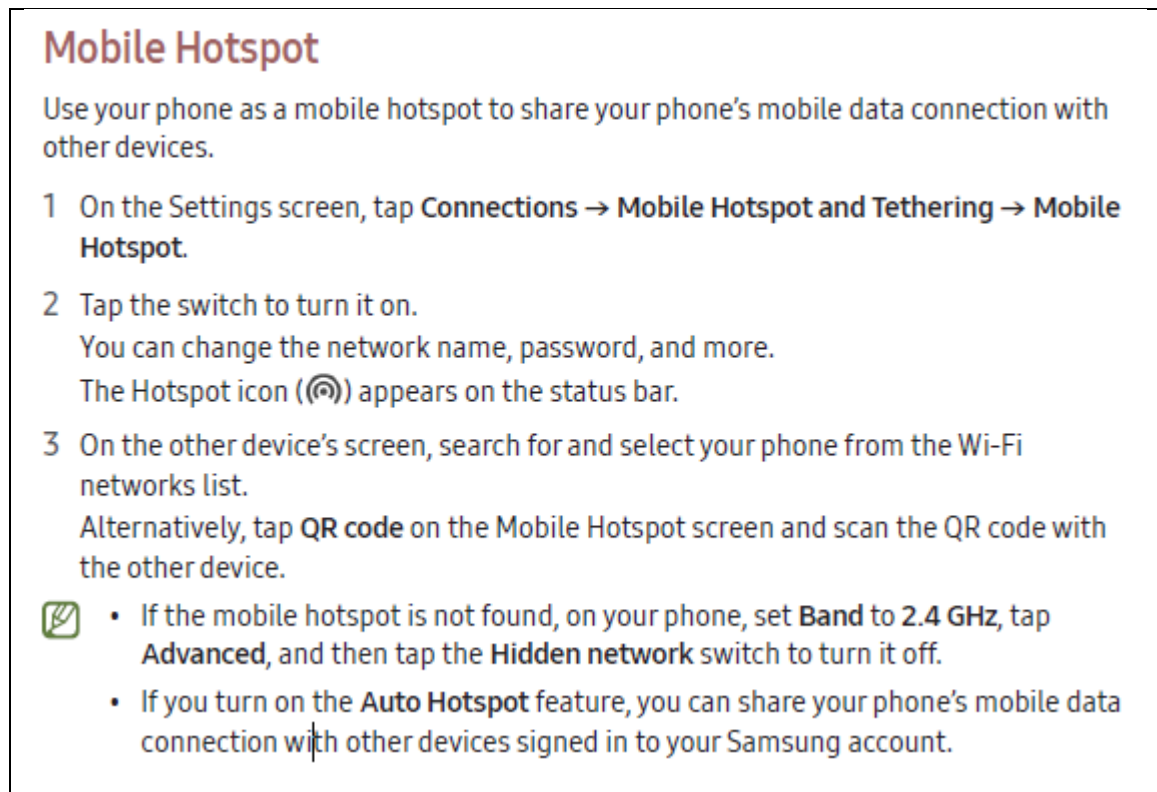 Mobile Hotspot
Use your phone as a mobile hotspot to share your phone's mobile data connection with
other devices.
1 On the Settings screen, tap Connections → Mobile Hotspot and Tethering → Mobile
Hotspot.
2 Tap the switch to turn it on.
You can change the network name, password, and more.
The Hotspot icon () appears on the status bar.
3 On the other device's screen, search for and select your phone from the Wi-Fi
networks list.
Alternatively, tap QR code on the Mobile Hotspot screen and scan the QR code with
the other device.
• If the mobile hotspot is not found, on your phone, set Band to 2.4 GHz, tap
Advanced, and then tap the Hidden network switch to turn it off.
• If you turn on the Auto Hotspot feature, you can share your phone's mobile data
connection with other devices signed in to your Samsung account.